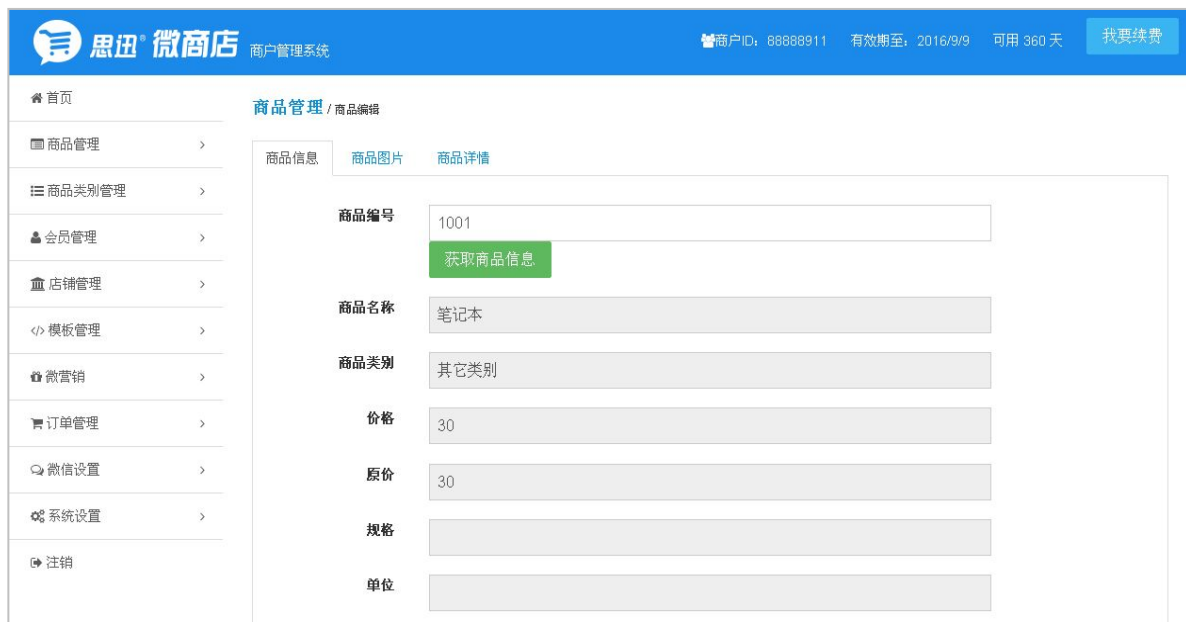 思迅® 微商店 商户管理系统 商户ID：88888911 有效期至：2016/9/9 可用 360 天 我要续费
首页
商品管理
商品类别管理
会员管理
店铺管理
模板管理
微营销
订单管理
微信设置
系统设置
注销
商品管理 / 商品编辑
商品信息 商品图片 商品详情
商品编号 1001
获取商品信息
商品名称 笔记本
商品类别 其它类别
价格 30
原价 30
规格
单位